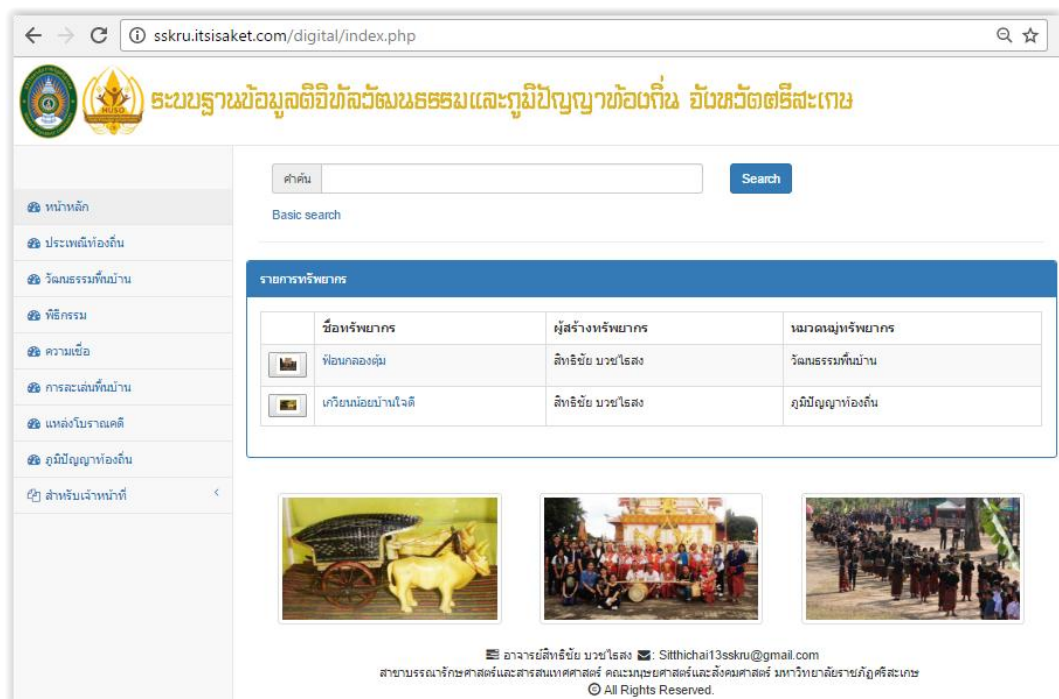 sskru.itsisaket.com/digital/index.php
HUSO
ระบบฐานข้อมูลดิจิทัลวัฒนธรรมและภูมิปัญญาท้องถิ่น จังหวัดศรีสะเกษ
คำค้น
Search
Basic search
หน้าหลัก
ประเพณีท้องถิ่น
วัฒนธรรมพื้นบ้าน
พิธีกรรม
ความเชื่อ
การละเล่นพื้นบ้าน
แหล่งโบราณคดี
ภูมิปัญญาท้องถิ่น
สำหรับเจ้าหน้าที่
รายการทรัพยากร
ชื่อทรัพยากร ผู้สร้างทรัพยากร หมวดหมู่ทรัพยากร
ฟ้อนกลองตุ้ม สิทธิชัย บวชไธสง วัฒนธรรมพื้นบ้าน
เกวียนน้อยบ้านใจดี สิทธิชัย บวชไธสง ภูมิปัญญาท้องถิ่น
อาจารย์สิทธิชัย บวชไธสง : Sitthichai13sskru@gmail.com
สาขาบรรณารักษศาสตร์และสารสนเทศศาสตร์ คณะมนุษยศาสตร์และสังคมศาสตร์ มหาวิทยาลัยราชภัฏศรีสะเกษ
© All Rights Reserved.